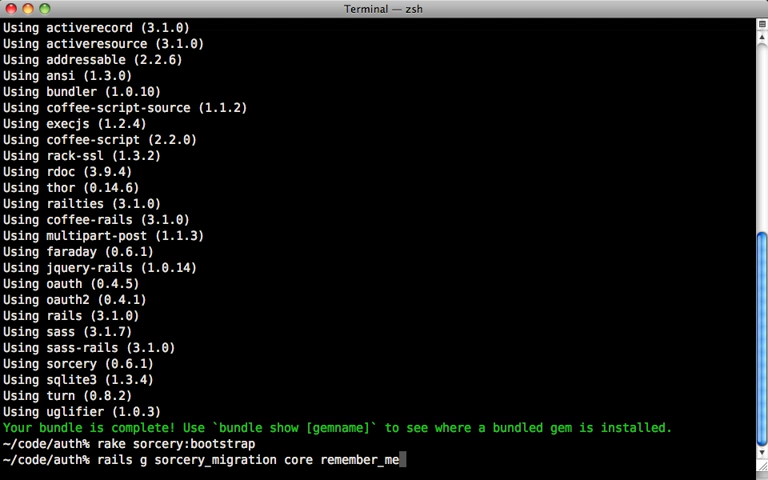 Terminal — zsh
Using activerecord (3.1.0)
Using activeresource (3.1.0)
Using addressable (2.2.6)
Using ansi (1.3.0)
Using bundler (1.0.10)
Using coffee-script-source (1.1.2)
Using execjs (1.2.4)
Using coffee-script (2.2.0)
Using rack-ssl (1.3.2)
Using rdoc (3.9.4)
Using thor (0.14.6)
Using railties (3.1.0)
Using coffee-rails (3.1.0)
Using multipart-post (1.1.3)
Using faraday (0.6.1)
Using jquery-rails (1.0.14)
Using oauth (0.4.5)
Using oauth2 (0.4.1)
Using rails (3.1.0)
Using sass (3.1.7)
Using sass-rails (3.1.0)
Using sorcery (0.6.1)
Using sqlite3 (1.3.4)
Using turn (0.8.2)
Using uglifier (1.0.3)
Your bundle is complete! Use `bundle show [gemname]` to see where a bundled gem is installed.
~/code/auth% rake sorcery:bootstrap
~/code/auth% rails g sorcery_migration core remember_me